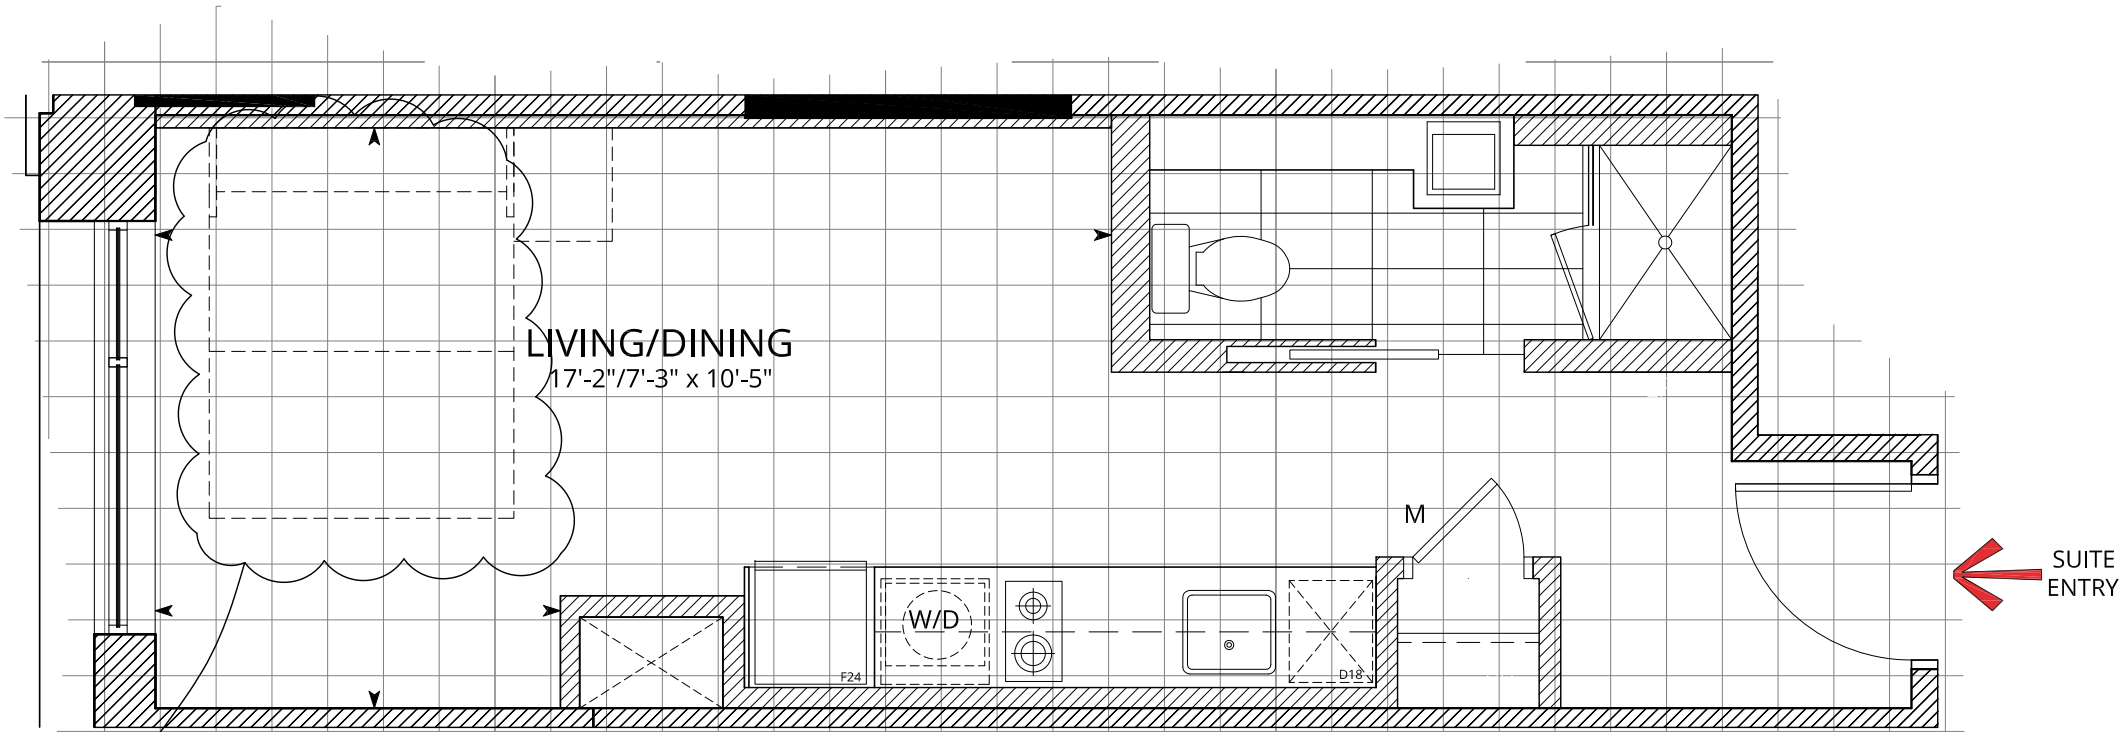 LIVING/DINING
17'-2"/7'-3" x 10'-5"
M
SUITE
ENTRY
W/D
F24
D18